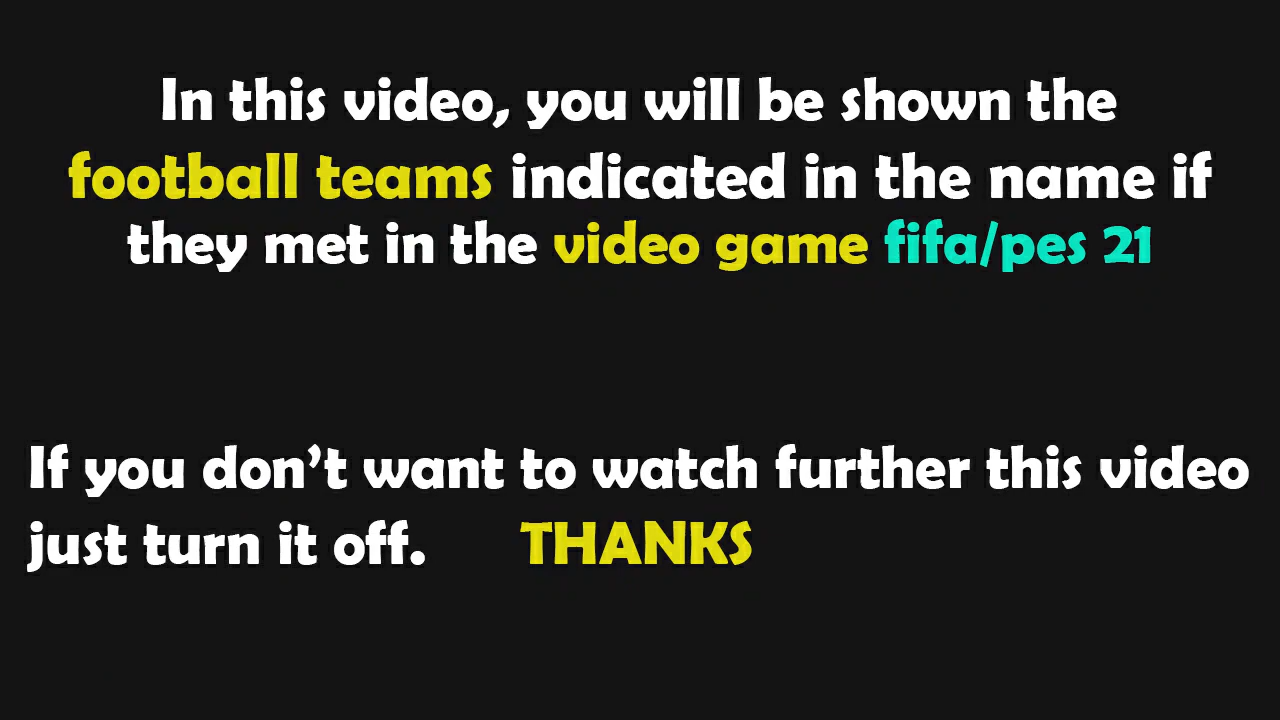 In this video, you will be shown the
football teams indicated in the name if
they met in the video game fifa/pes 21
If you don’t want to watch further this video
just turn it off. THANKS